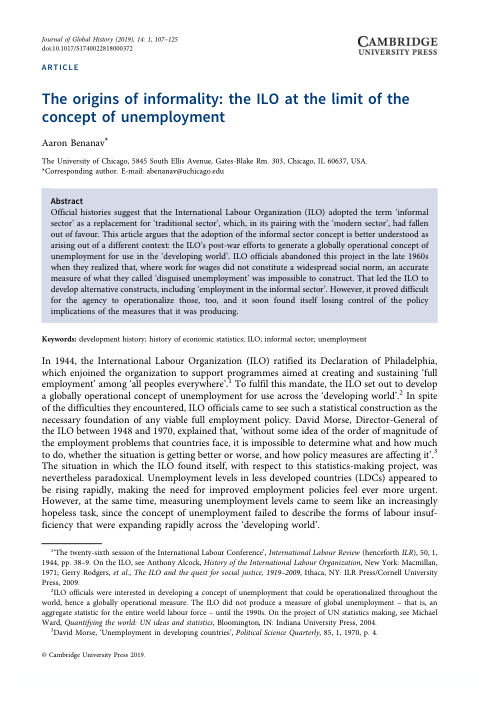 Journal of Global History (2019), 14: 1, 107–125
doi:10.1017/S1740022818000372
CAMBRIDGE
UNIVERSITY PRESS
ARTICLE
The origins of informality: the ILO at the limit of the
concept of unemployment
Aaron Benanav*
The University of Chicago, 5845 South Ellis Avenue, Gates-Blake Rm. 303, Chicago, IL 60637, USA.
*Corresponding author. E-mail: abenanav@uchicago.edu
Abstract
Official histories suggest that the International Labour Organization (ILO) adopted the term ‘informal
sector’ as a replacement for ‘traditional sector’, which, in its pairing with the ‘modern sector’, had fallen
out of favour. This article argues that the adoption of the informal sector concept is better understood as
arising out of a different context: the ILO’s post-war efforts to generate a globally operational concept of
unemployment for use in the ‘developing world’. ILO officials abandoned this project in the late 1960s
when they realized that, where work for wages did not constitute a widespread social norm, an accurate
measure of what they called ‘disguised unemployment’ was impossible to construct. That led the ILO to
develop alternative constructs, including ‘employment in the informal sector’. However, it proved difficult
for the agency to operationalize those, too, and it soon found itself losing control of the policy
implications of the measures that it was producing.
Keywords: development history; history of economic statistics; ILO; informal sector; unemployment
In 1944, the International Labour Organization (ILO) ratified its Declaration of Philadelphia,
which enjoined the organization to support programmes aimed at creating and sustaining ‘full
employment’ among ‘all peoples everywhere’.1 To fulfil this mandate, the ILO set out to develop
a globally operational concept of unemployment for use across the ‘developing world’.2 In spite
of the difficulties they encountered, ILO officials came to see such a statistical construction as the
necessary foundation of any viable full employment policy. David Morse, Director-General of
the ILO between 1948 and 1970, explained that, ‘without some idea of the order of magnitude of
the employment problems that countries face, it is impossible to determine what and how much
to do, whether the situation is getting better or worse, and how policy measures are affecting it’.3
The situation in which the ILO found itself, with respect to this statistics-making project, was
nevertheless paradoxical. Unemployment levels in less developed countries (LDCs) appeared to
be rising rapidly, making the need for improved employment policies feel ever more urgent.
However, at the same time, measuring unemployment levels came to seem like an increasingly
hopeless task, since the concept of unemployment failed to describe the forms of labour insuf-
ficiency that were expanding rapidly across the ‘developing world’.
1‘The twenty-sixth session of the International Labour Conference’, International Labour Review (henceforth ILR), 50, 1,
1944, pp. 38–9. On the ILO, see Anthony Alcock, History of the International Labour Organization, New York: Macmillan,
1971; Gerry Rodgers, et al., The ILO and the quest for social justice, 1919–2009, Ithaca, NY: ILR Press/Cornell University
Press, 2009.
2ILO officials were interested in developing a concept of unemployment that could be operationalized throughout the
world, hence a globally operational measure. The ILO did not produce a measure of global unemployment – that is, an
aggregate statistic for the entire world labour force – until the 1990s. On the project of UN statistics making, see Michael
Ward, Quantifying the world: UN ideas and statistics, Bloomington, IN: Indiana University Press, 2004.
3David Morse, ‘Unemployment in developing countries’, Political Science Quarterly, 85, 1, 1970, p. 4.
© Cambridge University Press 2019.